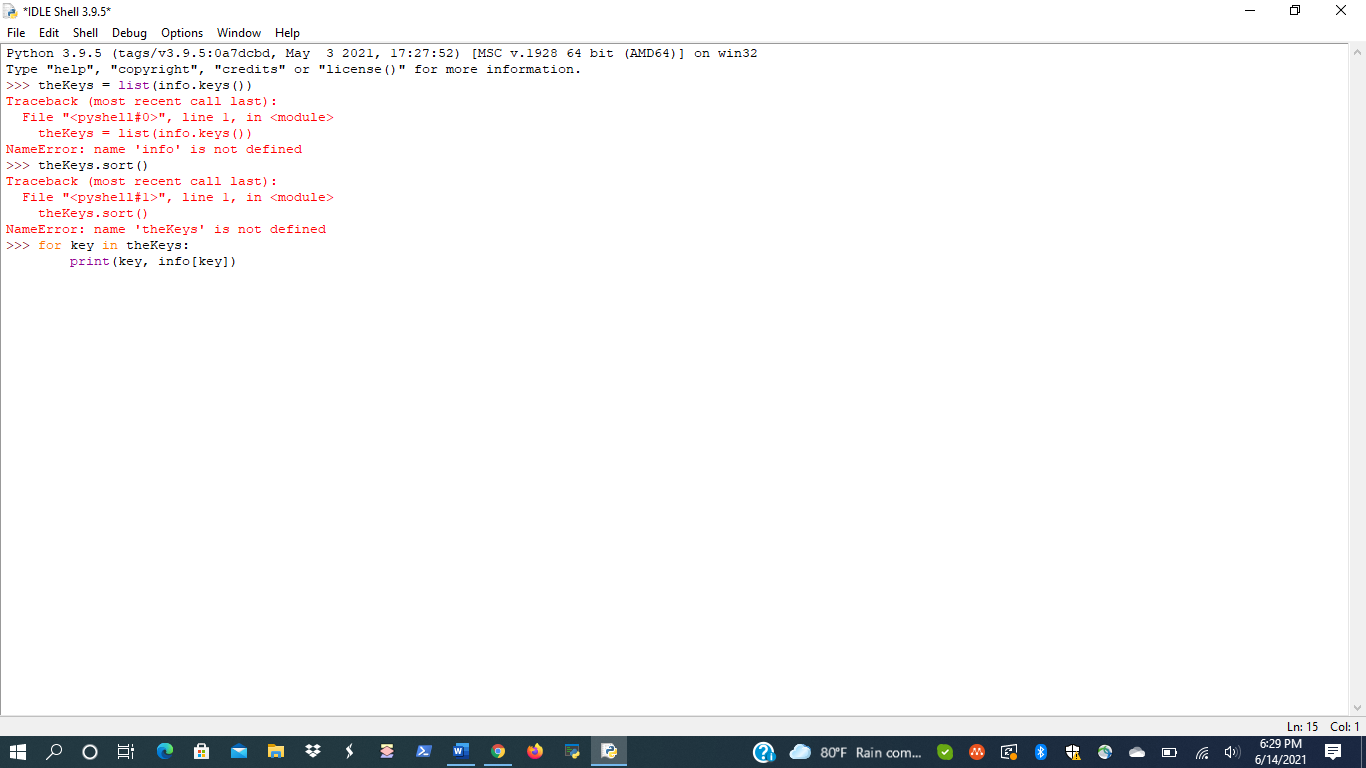 *IDLE Shell 3.9.5*
File Edit Shell Debug Options Window Help
Python 3.9.5 (tags/v3.9.5:0a7dcbd, May  3 2021, 17:27:52) [MSC v.1928 64 bit (AMD64)] on win32
Type "help", "copyright", "credits" or "license()" for more information.
>>> theKeys = list(info.keys())
Traceback (most recent call last):
  File "<pyshell#0>", line 1, in <module>
    theKeys = list(info.keys())
NameError: name 'info' is not defined
>>> theKeys.sort()
Traceback (most recent call last):
  File "<pyshell#1>", line 1, in <module>
    theKeys.sort()
NameError: name 'theKeys' is not defined
>>> for key in theKeys:
        print(key, info[key])
Ln: 15 Col: 1
80°F Rain com...
6:29 PM
6/14/2021